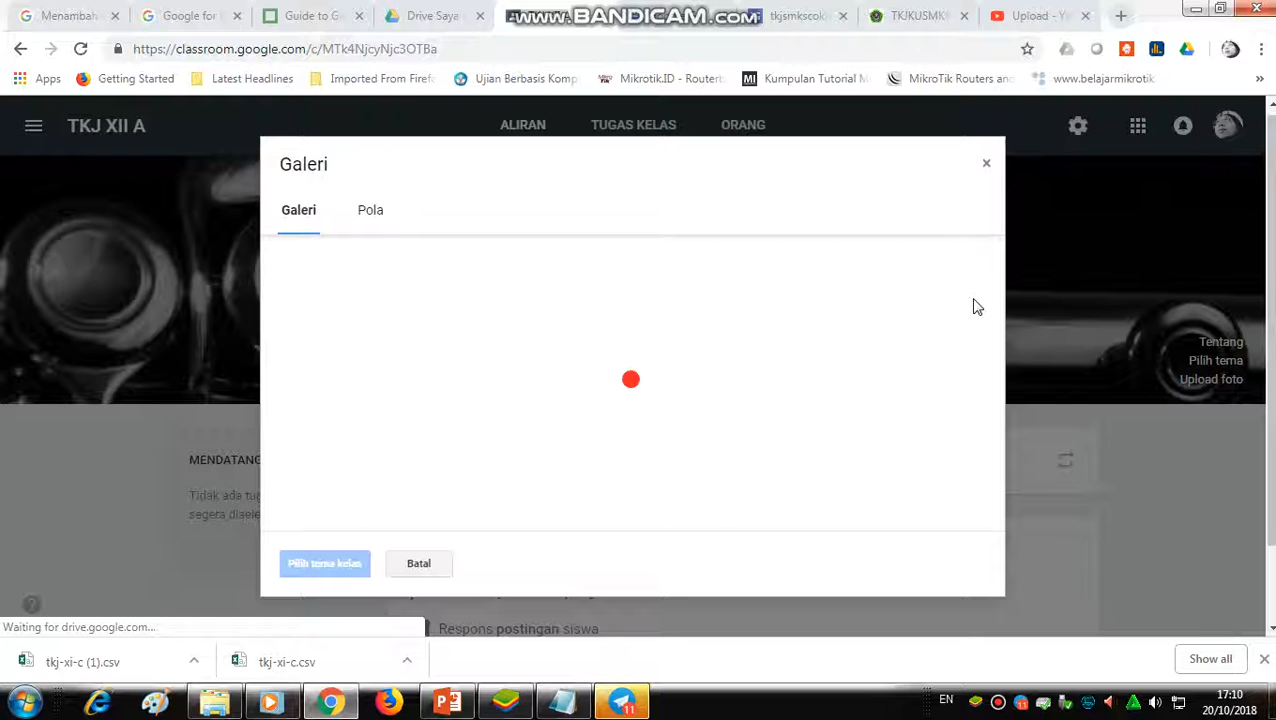 Menambah
Google for
Guide to G
Drive Saya
WWW.BANDICAM.COM
tkjsmkscok
TKJKUSM
Upload - Y
https://classroom.google.com/c/MTk4NjcyNjc3OTBa
Apps
Getting Started
Latest Headlines
Imported From Firef
Ujian Berbasis Komp
Mikrotik.ID - Router
Kumpulan Tutorial M
MikroTik Routers and
www.belajarmikrotik
TKJ XII A
ALIRAN
TUGAS KELAS
ORANG
Galeri
Galeri
Pola
Tentang
Pilih tema
Upload foto
MENDATANG
Tidak ada tug
segera disele
Pilih tema kelas
Batal
Respons postingan siswa
Waiting for drive.google.com...
tkj-xi-c (1).csv
tkj-xi-c.csv
Show all
11
EN
17:10
20/10/2018